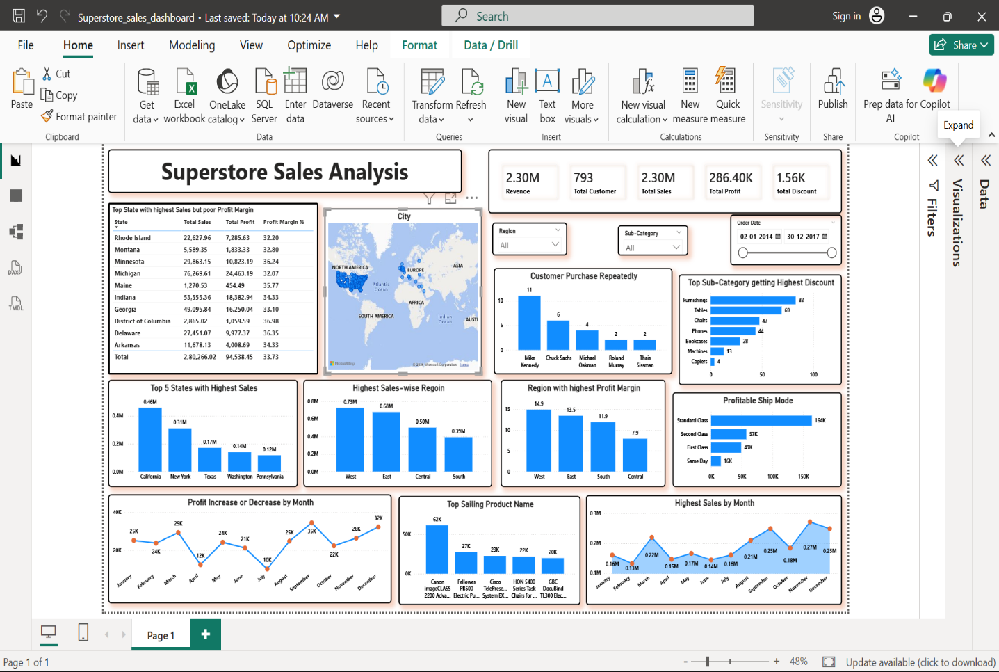 Superstore_sales_dashboard • Last saved: Today at 10:24 AM
Search
Sign in
File Home Insert Modeling View Optimize Help Format Data / Drill
Share
Paste
Cut
Copy
Format painter
Clipboard
Get data
Excel workbook
OneLake catalog
SQL Server
Enter data
Dataverse
Recent sources
Data
Transform data
Refresh
Queries
New visual
Text box
More visuals
Insert
New visual calculation
New measure
Quick measure
Calculations
Sensitivity
Sensitivity
Publish
Share
Prep data for AI
Copilot
Copilot
Expand
DAX
TMDL
Superstore Sales Analysis
2.30M
Revenoe
793
Total Customer
2.30M
Total Sales
286.40K
Total Profit
1.56K
total Discount
Top State with highest Sales but poor Profit Margin
State Total Sales Total Profit Profit Margin %
Rhode Island 22,627.96 7,285.63 32.20
Montana 5,589.35 1,833.33 32.80
Minnesota 29,863.15 10,823.19 36.24
Michigan 76,269.61 24,463.19 32.07
Maine 1,270.53 454.49 35.77
Indiana 53,555.36 18,382.94 34.33
Georgia 49,095.84 16,250.04 33.10
District of Columbia 2,865.02 1,059.59 36.98
Delaware 27,451.07 9,977.37 36.35
Arkansas 11,678.13 4,008.69 34.33
Total 2,80,266.02 94,538.45 33.73
City
NORTH AMERICA
EUROPE
ASIA
Atlantic Ocean
AFRICA
SOUTH AMERICA
Indian Ocean
AUSTR
Microsoft Bing
Microsoft Corporation Terms
Region
All
Sub-Category
All
Order Date
02-01-2014 30-12-2017
Customer Purchase Repeatedly
10
5
0
11
6
4
2
2
Mike Kennedy
Chuck Sachs
Michael Oakman
Roland Murray
Thais Sissman
Top Sub-Category getting Highest Discount
Furnishings 83
Tables 69
Chairs 47
Phones 44
Bookcases 28
Machines 13
Copiers 4
0 50 100
Top 5 States with Highest Sales
0.4M
0.2M
0.0M
0.46M
0.31M
0.17M
0.14M
0.12M
California New York Texas Washington Pennsylvania
Highest Sales-wise Regoin
0.8M
0.6M
0.4M
0.2M
0.0M
0.73M
0.68M
0.50M
0.39M
West East Central South
Region with highest Profit Margin
15
10
5
0
14.9
13.5
11.9
7.9
West East South Central
Profitable Ship Mode
Standard Class 164K
Second Class 57K
First Class 49K
Same Day 16K
0K 50K 100K 150K
Profit Increase or Decrease by Month
40K
20K
25K
24K
29K
12K
24K
21K
10K
25K
35K
22K
26K
32K
January February March April May June July August September October November December
Top Sailing Product Name
50K
0K
62K
27K
23K
22K
20K
Canon imageCLASS 2200 Adva...
Fellowes PB500 Electric Pu...
Cisco TelePrese... System EX...
HON 5400 Series Task Chairs for ...
GBC DocuBind TL300 Elec...
Highest Sales by Month
0.3M
0.2M
0.1M
0.16M
0.13M
0.22M
0.15M
0.17M
0.14M
0.16M
0.21M
0.25M
0.18M
0.27M
0.25M
January February March April May June July August September October November December
Filters
Visualizations
Data
Page 1
Page 1 of 1
- + 48%
Update available (click to download)